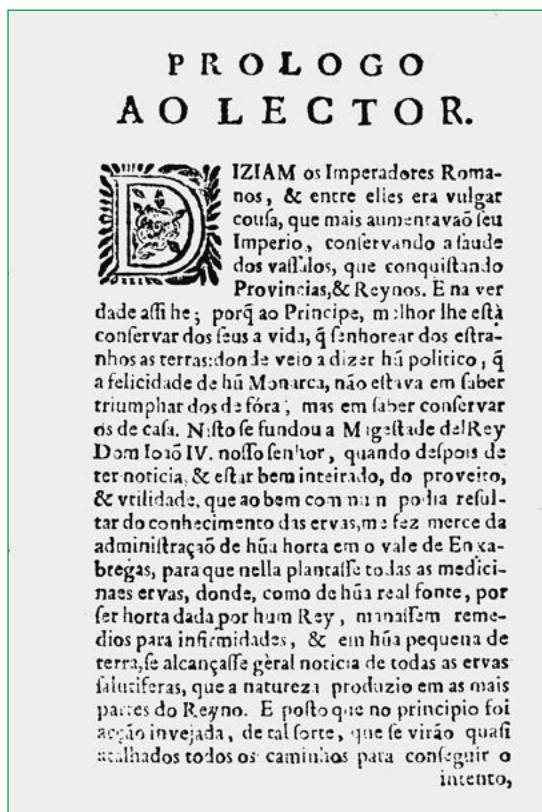 PROLOGO
AO LECTOR.
DIZIAM os Imperadores Roma-
nos, & entre elles era vulgar
cousa, que mais aumentavaõ seu
Imperio, conservando a saude
dos vassalos, que conquistando
Provincias,& Reynos. E na ver
dade assi he; porq̃ ao Principe, melhor lhe està
conservar dos seus a vida, q̃ senhorear dos estra-
nhos as terras:donde veio a dizer hũ politico, q̃
a felicidade de hũ Monarca, não estava em saber
triumphar dos de fóra; mas em saber conservar
os de casa. Nisto se fundou a Magestade delRey
Dom Ioaõ IV. nosso senhor, quando despois de
ter noticia, & estar bem inteirado, do proveito,
& vtilidade, que ao bem commum podia resul-
tar do conhecimento das ervas,me fez merce da
administraçaõ de hũa horta em o vale de Enxa-
bregas, para que nella plantasse todas as medici-
naes ervas, donde, como de hũa real fonte, por
ser horta dada por hum Rey, manassem reme-
dios para infirmidades, & em hũa pequena de
terra,se alcançasse gèral noticia de todas as ervas
salutiferas, que a natureza produzio em as mais
partes do Reyno. E posto que no principio foi
acção invejada, de tal sorte, que se virão quasi
atalhados todos os caminhos para conseguir o
intento,